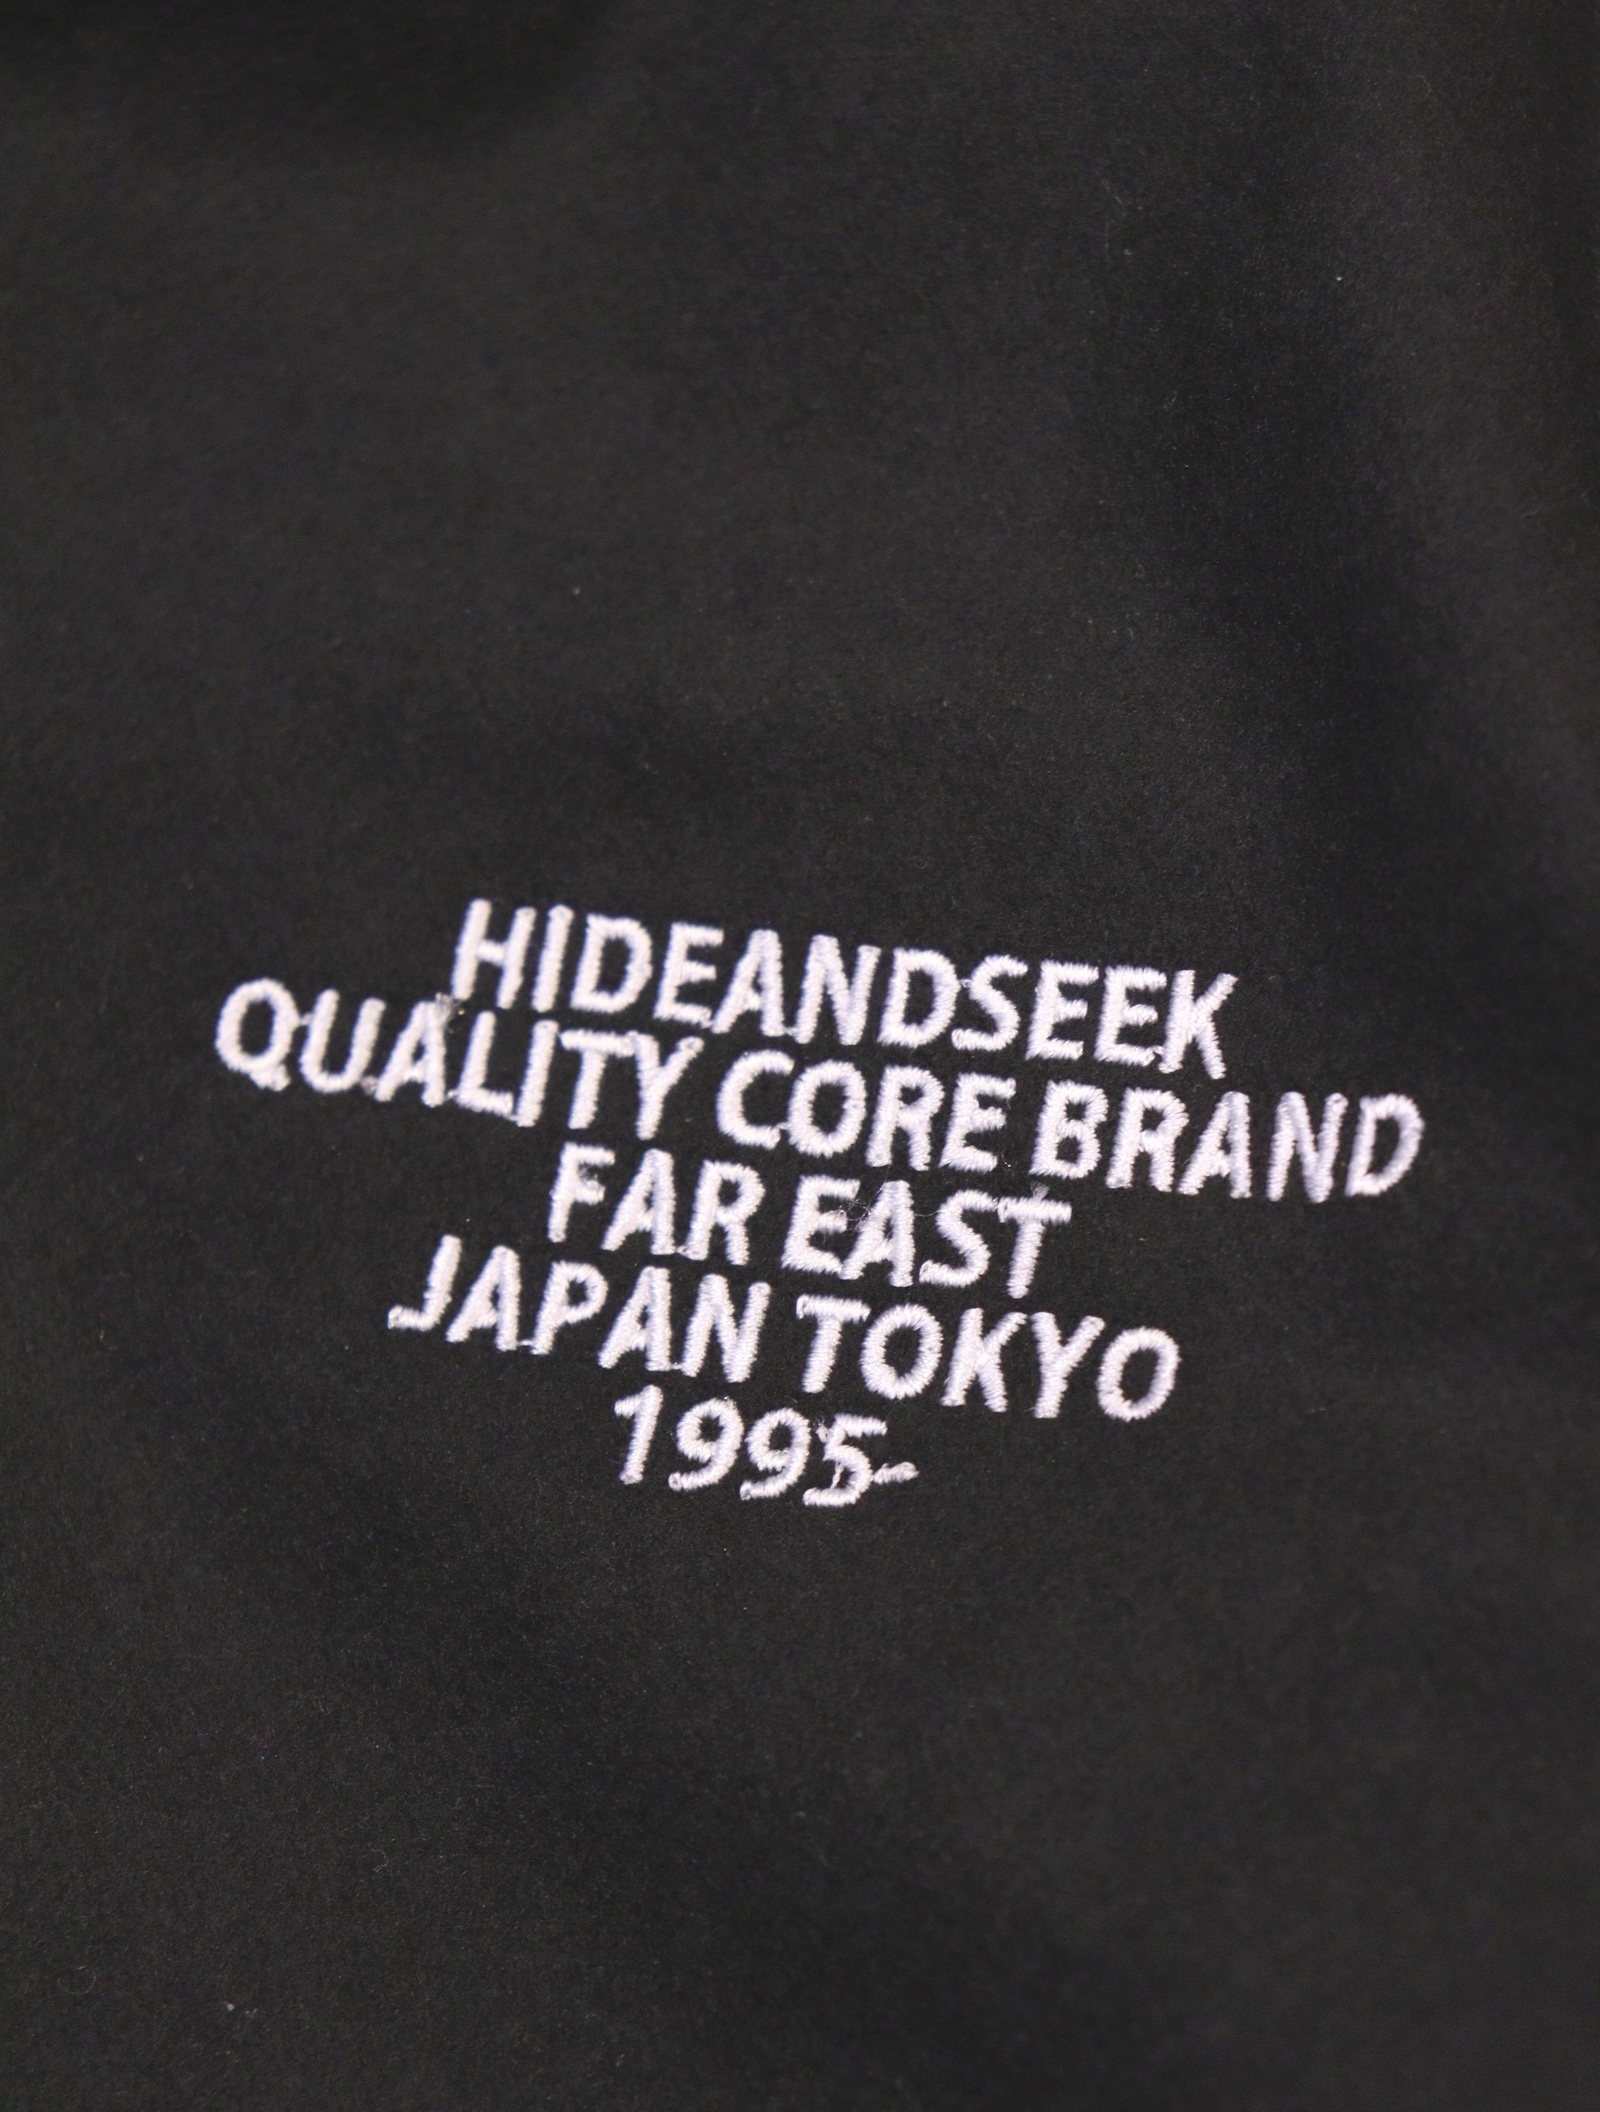 HIDEANDSEEK
QUALITY CORE BRAND
FAR EAST
JAPAN TOKYO
1995-